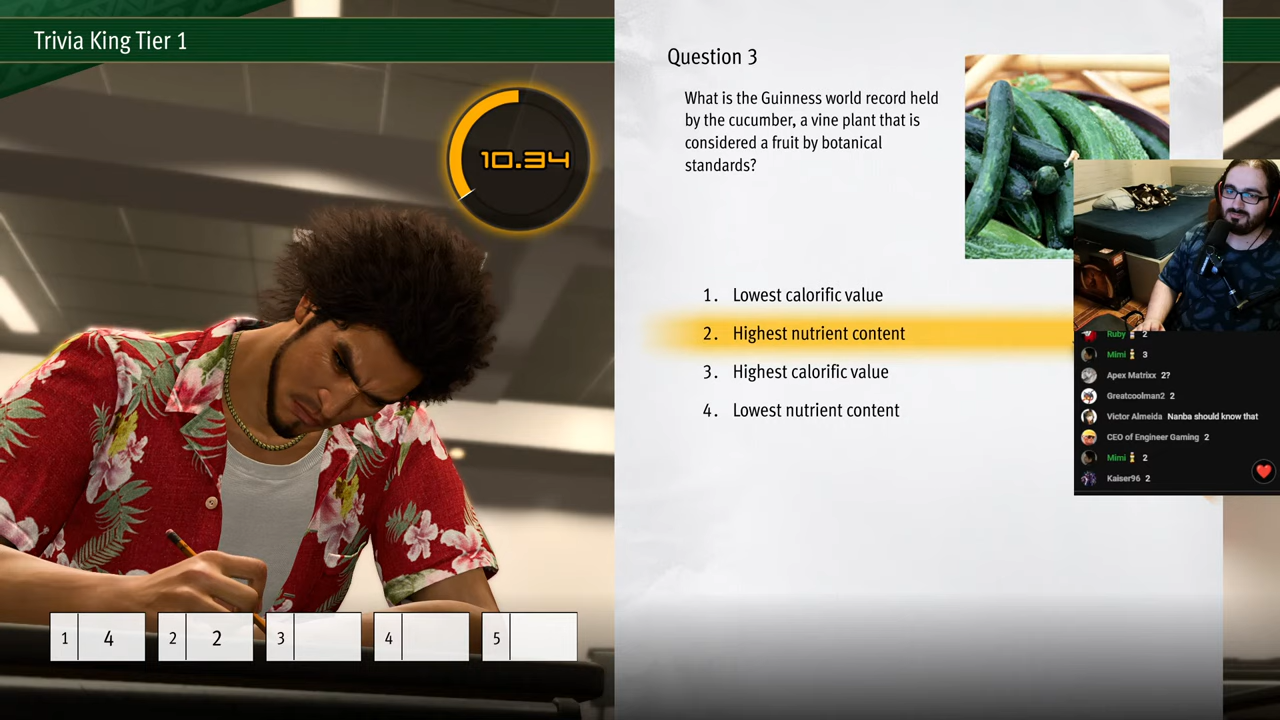 Trivia King Tier 1
10.34
Question 3
What is the Guinness world record held
by the cucumber, a vine plant that is
considered a fruit by botanical
standards?
1. Lowest calorific value
2. Highest nutrient content
3. Highest calorific value
4. Lowest nutrient content
Ruby 2
Mimi 3
Apex Matrixx 2?
Greatcoolman2 2
Victor Almeida Nanba should know that
CEO of Engineer Gaming 2
Mimi 2
Kaiser96 2
1 4 2 2 3 4 5